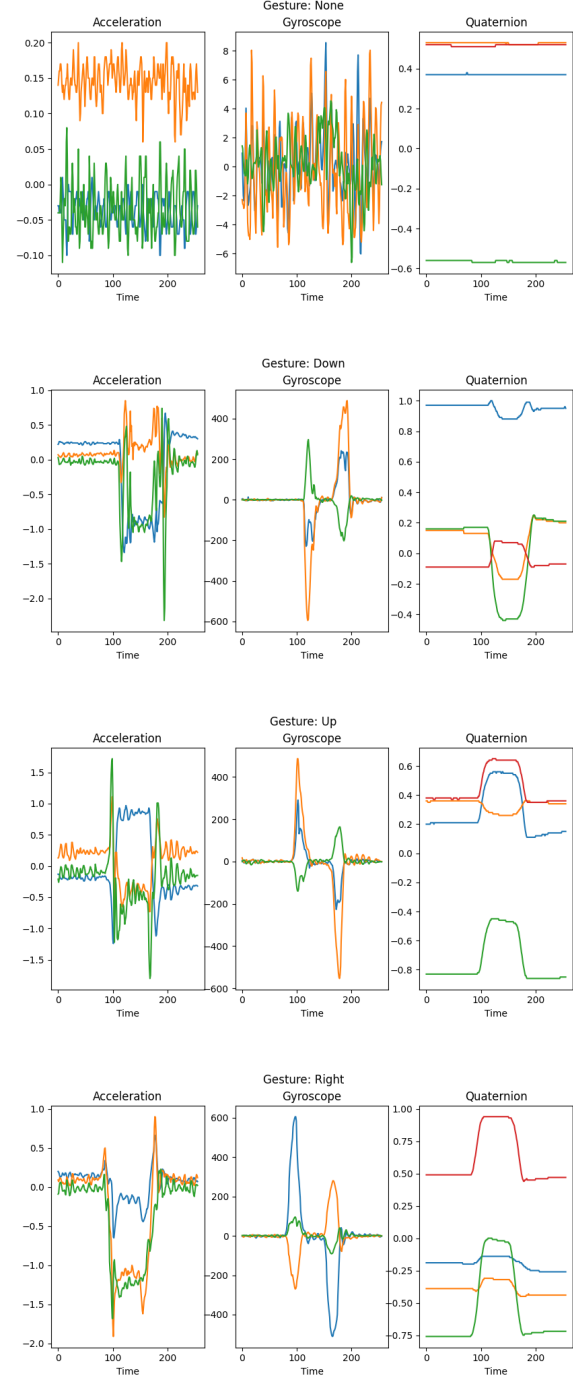 Gesture: None
Acceleration Gyroscope Quaternion
0.20
0.15
0.10
0.05
0.00
−0.05
−0.10
0 100 200
Time
8
6
4
2
0
−2
−4
−6
0 100 200
Time
0.4
0.2
0.0
−0.2
−0.4
−0.6
0 200
Time
Gesture: Down
Acceleration Gyroscope Quaternion
1.0
0.5
0.0
−0.5
−1.0
−1.5
−2.0
0 100 200
Time
400
200
0
−200
−400
−600
0 100 200
Time
1.0
0.8
0.6
0.4
0.2
0.0
−0.2
−0.4
0 100 200
Time
Gesture: Up
Acceleration Gyroscope Quaternion
1.5
1.0
0.5
0.0
−0.5
−1.0
−1.5
0 100 200
Time
400
200
0
−200
−400
−600
0 100 200
Time
0.6
0.4
0.2
0.0
−0.2
−0.4
−0.6
−0.8
0 100 200
Time
Gesture: Right
Acceleration Gyroscope Quaternion
1.0
0.5
0.0
−0.5
−1.0
−1.5
−2.0
0 100 200
Time
600
400
200
0
−200
−400
0 100 200
Time
1.00
0.75
0.50
0.25
0.00
−0.25
−0.50
−0.75
0 100 200
Time